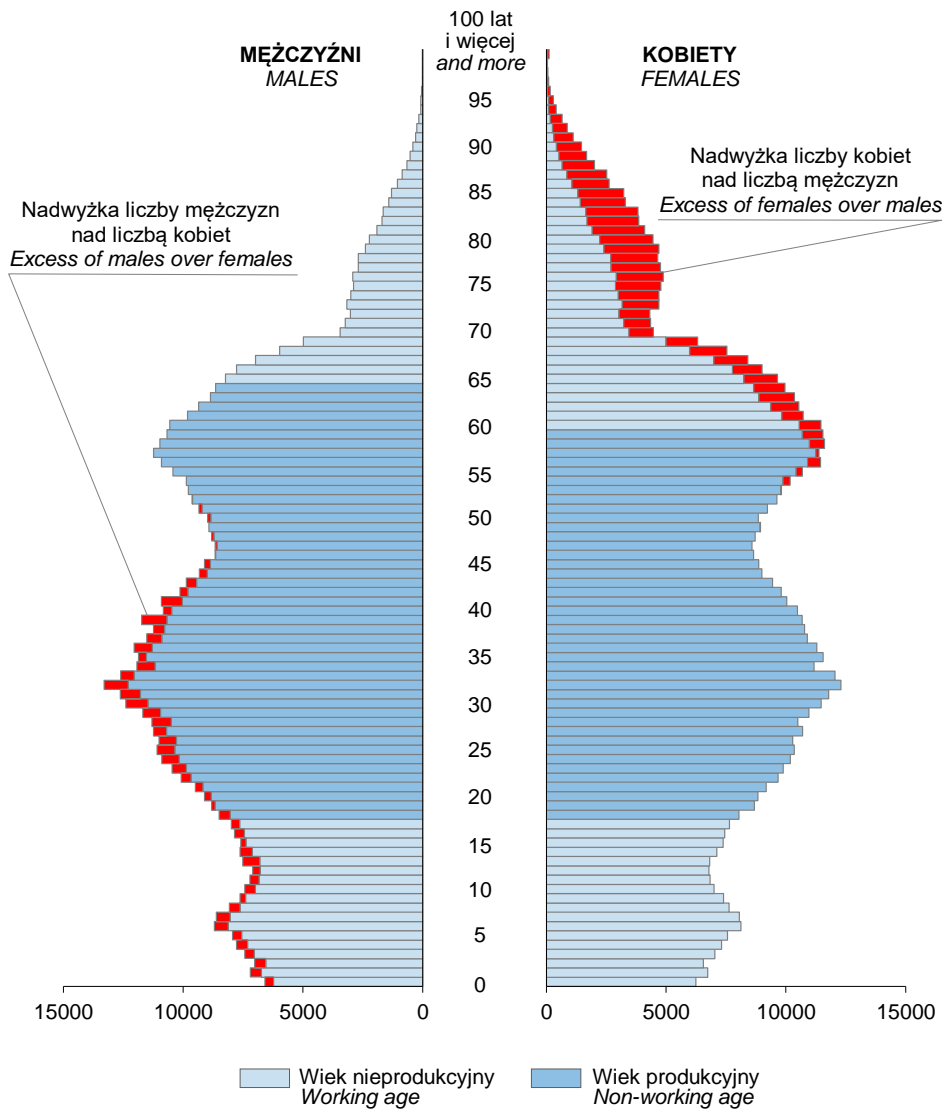 100 lat
i więcej
and more
MĘŻCZYŹNI
MALES
KOBIETY
FEMALES
Nadwyżka liczby mężczyzn
nad liczbą kobiet
Excess of males over females
Nadwyżka liczby kobiet
nad liczbą mężczyzn
Excess of females over males
95
90
85
80
75
70
65
60
55
50
45
40
35
30
25
20
15
10
5
0
15000 10000 5000 0
0 5000 10000 15000
Wiek nieprodukcyjny
Working age
Wiek produkcyjny
Non-working age